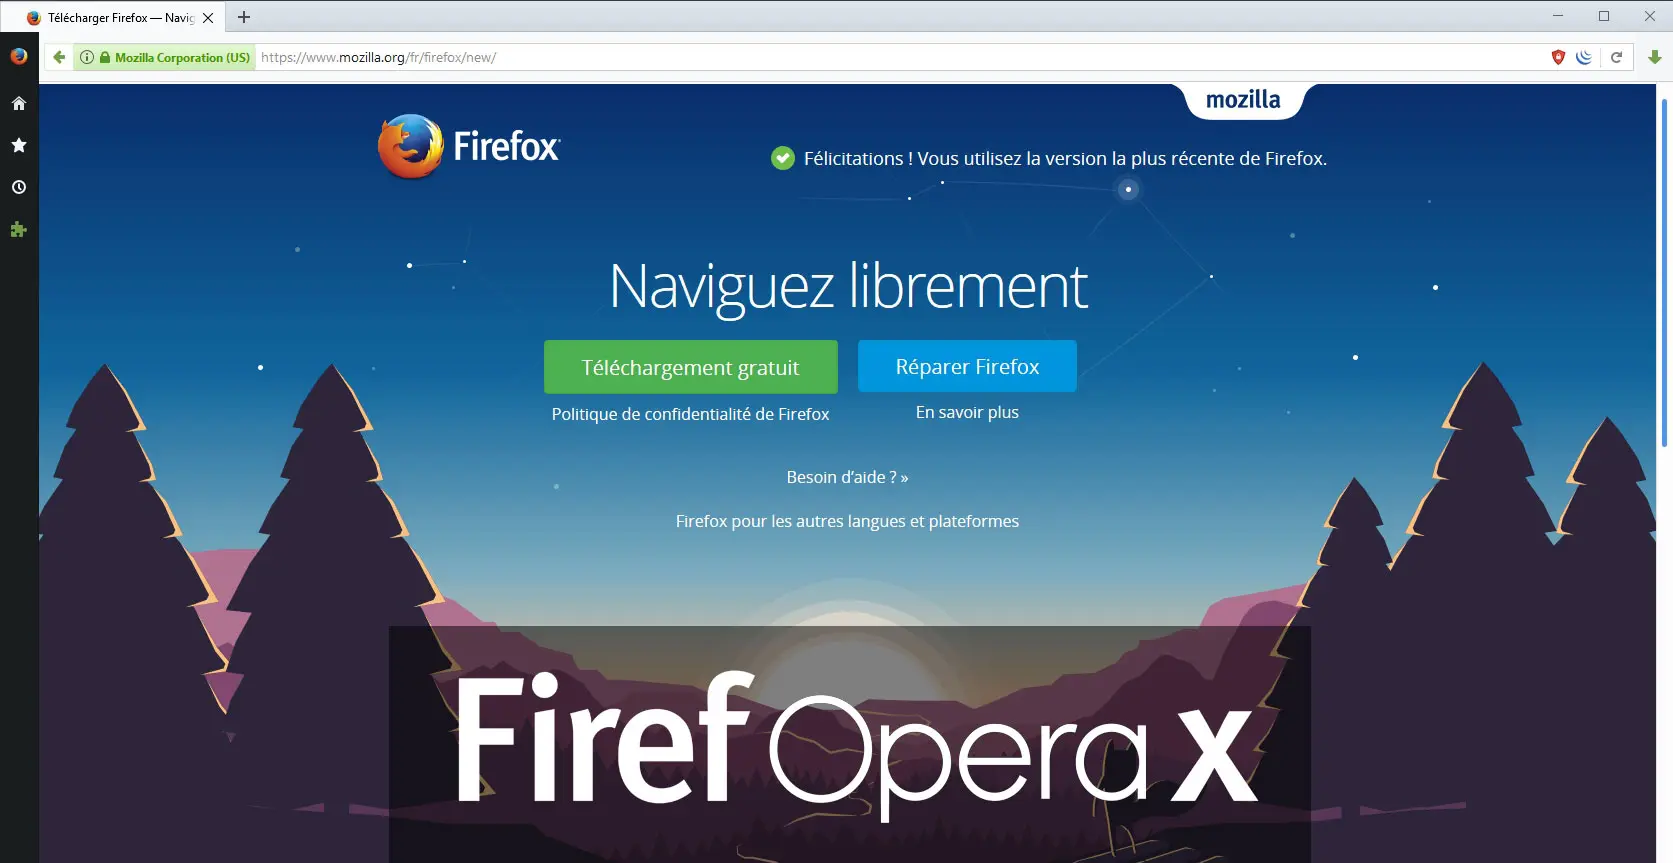 Télécharger Firefox — Navig
Mozilla Corporation (US)
https://www.mozilla.org/fr/firefox/new/
mozilla
Firefox
Félicitations ! Vous utilisez la version la plus récente de Firefox.
Naviguez librement
Téléchargement gratuit
Réparer Firefox
Politique de confidentialité de Firefox
En savoir plus
Besoin d’aide ? »
Firefox pour les autres langues et plateformes
FirefOperax